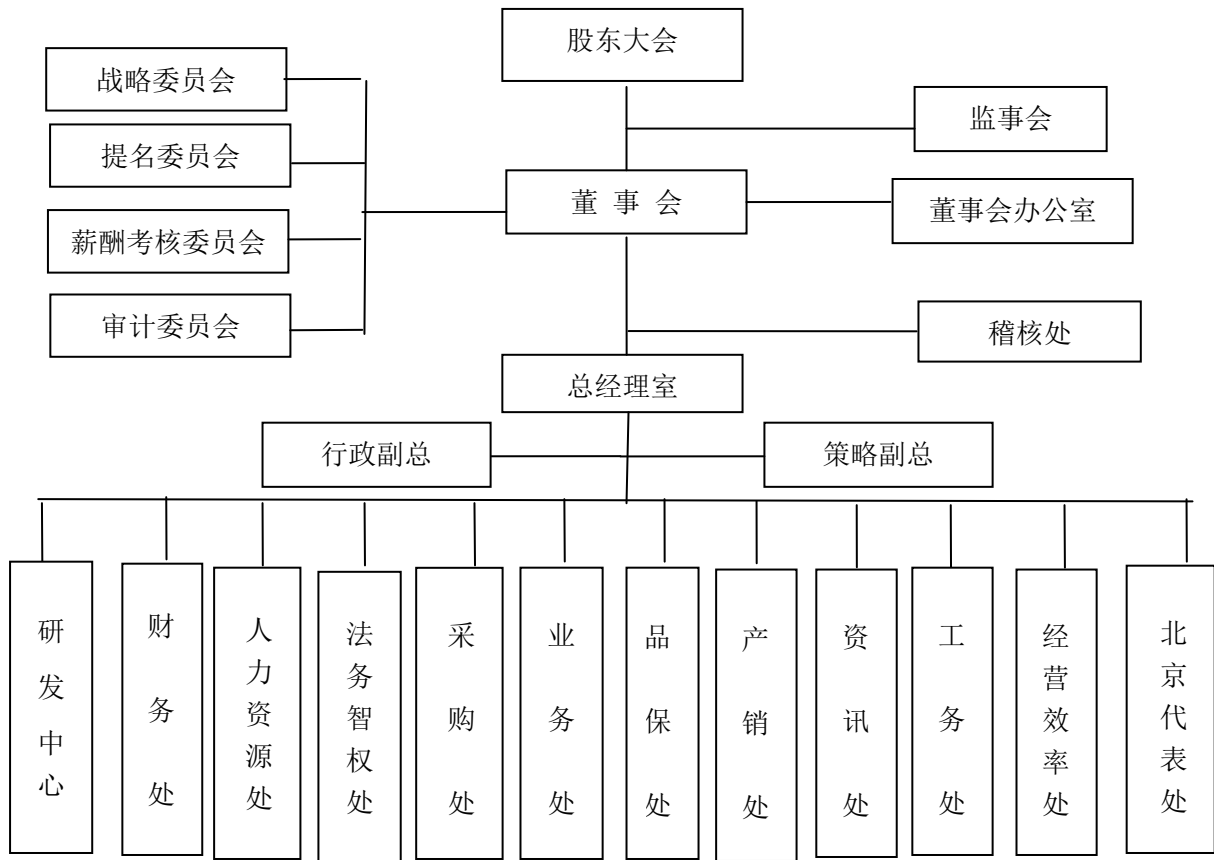 股东大会
战略委员会
监事会
提名委员会
董 事 会
董事会办公室
薪酬考核委员会
审计委员会
稽核处
总经理室
行政副总
策略副总
研发中心
财务处
人力资源处
法务智权处
采购处
业务处
品保处
产销处
资讯处
工务处
经营效率处
北京代表处